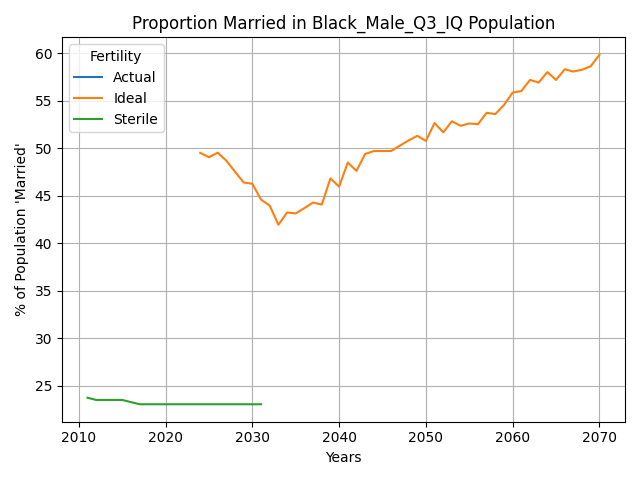 Proportion Married in Black_Male_Q3_IQ Population
Fertility
Actual
Ideal
Sterile
% of Population 'Married'
60
55
50
45
40
35
30
25
2010 2020 2030 2040 2050 2060 2070
Years